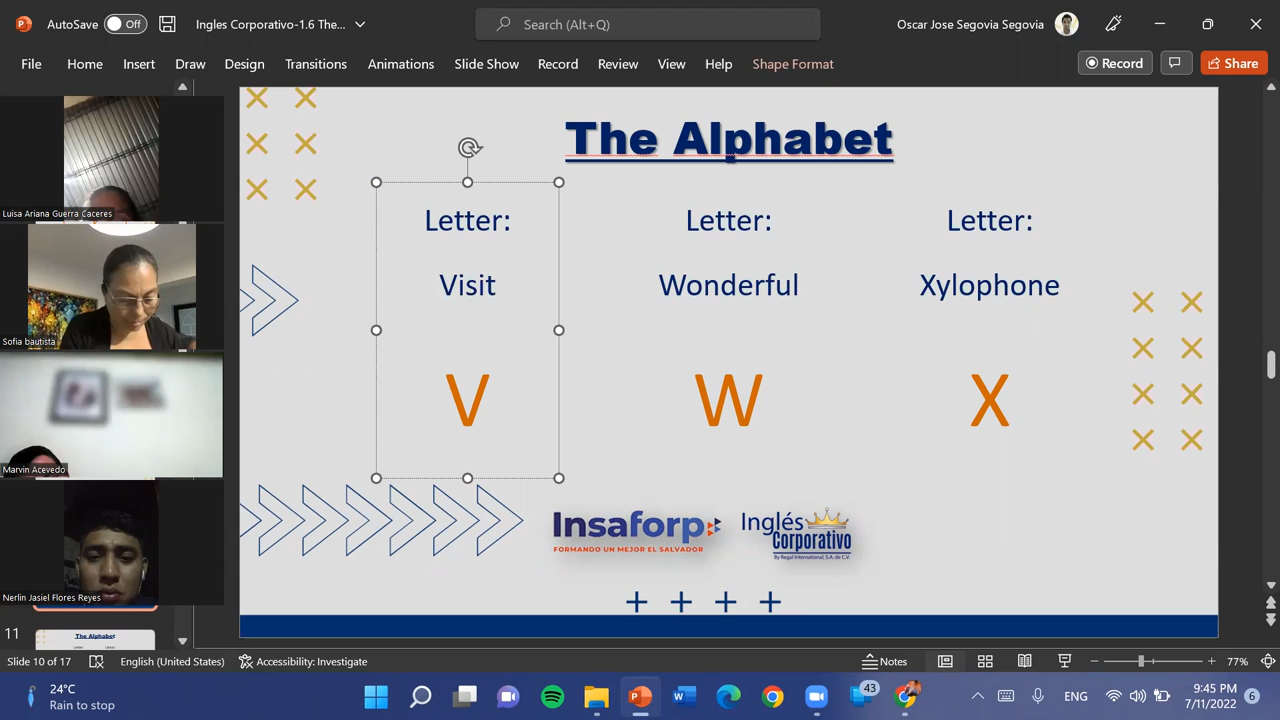 AutoSave Off
Ingles Corporativo-1.6 The...
Search (Alt+Q)
Oscar Jose Segovia Segovia
File Home Insert Draw Design Transitions Animations Slide Show Record Review View Help Shape Format
Record
Share
Luisa Ariana Guerra Caceres
Sofia bautista
Marvin Acevedo
Nerlin Jasiel Flores Reyes
The Alphabet
Letter: Letter: Letter:
Visit Wonderful Xylophone
V W X
Insaforp
FORMANDO UN MEJOR EL SALVADOR
Inglés
Corporativo
By Regal International, S.A. de C.V.
11
The Alphabet
Slide 10 of 17
English (United States)
Accessibility: Investigate
Notes
77%
24°C
Rain to stop
43
ENG
9:45 PM
7/11/2022
6